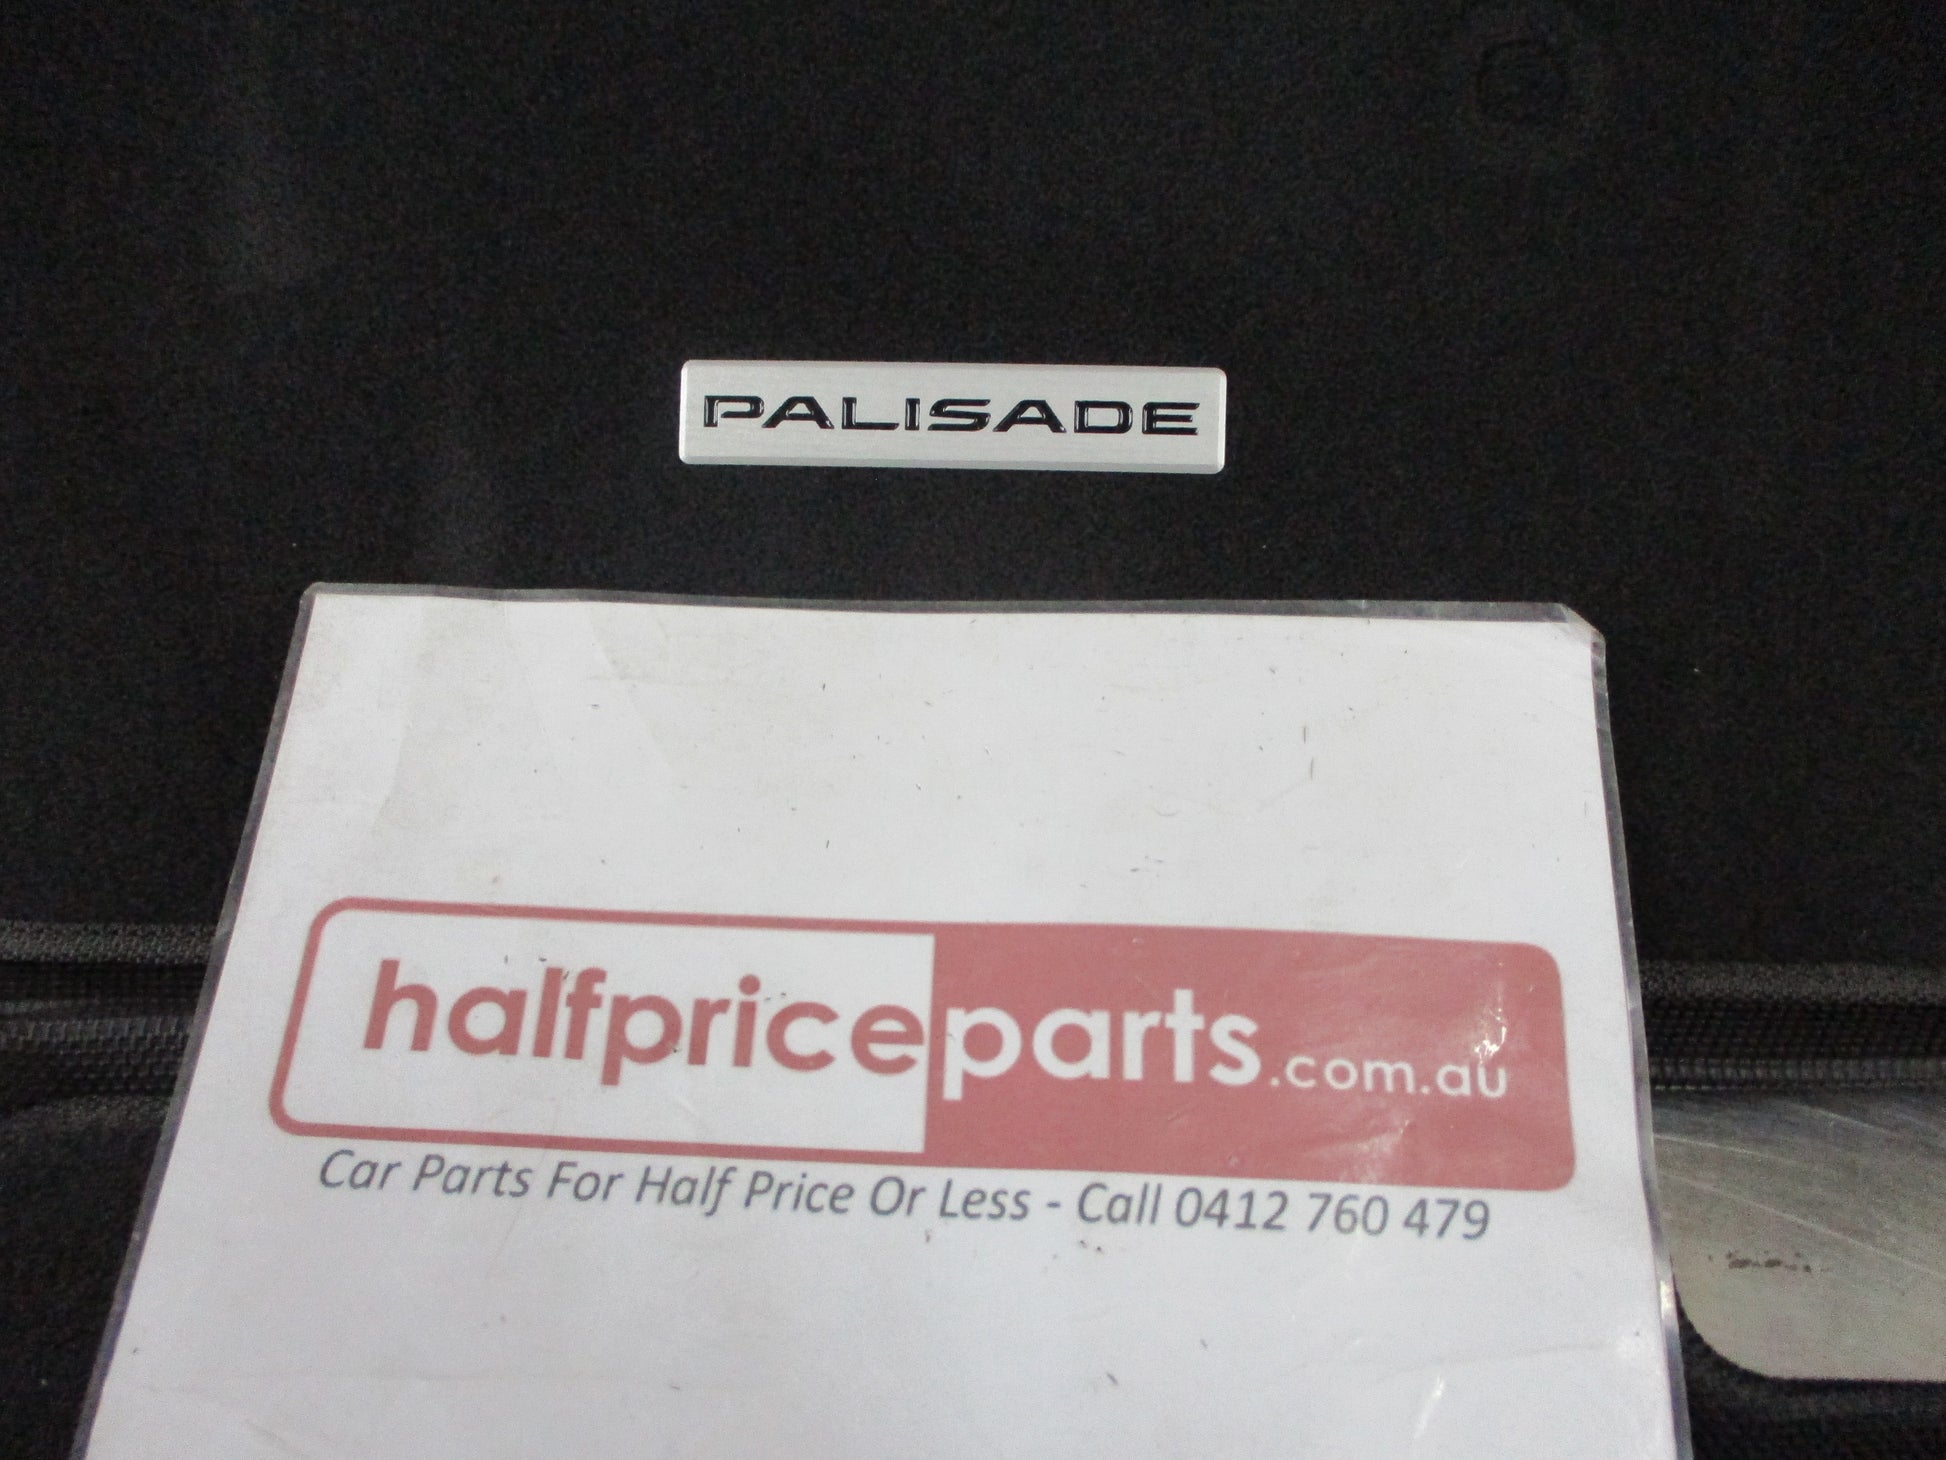 PALISADE
halfpriceparts.com.au
Car Parts For Half Price Or Less - Call 0412 760 479